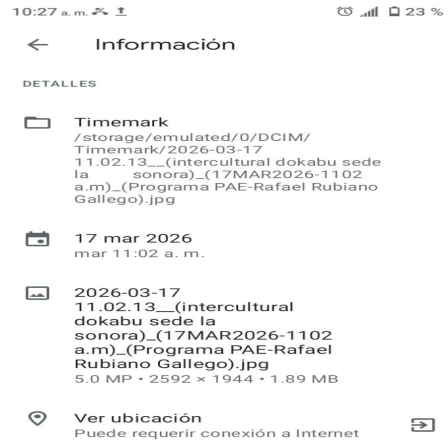 10:27 a. m.
23 %
Información
DETALLES
Timemark
/storage/emulated/0/DCIM/
Timemark/2026-03-17
11.02.13__(intercultural dokabu sede
la sonora)_(17MAR2026-1102
a.m)_(Programa PAE-Rafael Rubiano
Gallego).jpg
17 mar 2026
mar 11:02 a. m.
2026-03-17
11.02.13__(intercultural
dokabu sede la
sonora)_(17MAR2026-1102
a.m)_(Programa PAE-Rafael
Rubiano Gallego).jpg
5.0 MP • 2592 × 1944 • 1.89 MB
Ver ubicación
Puede requerir conexión a Internet